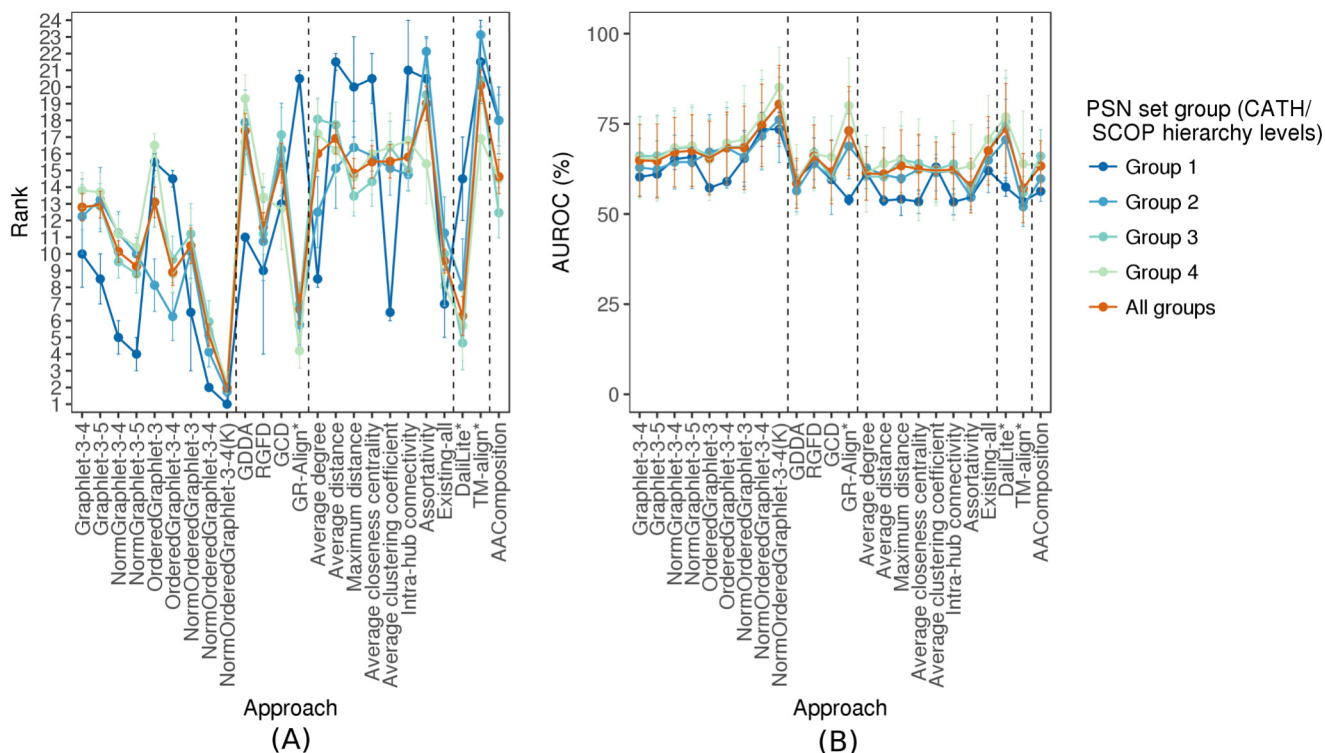 24
23
22
21
20
19
18
17
16
15
14
13
12
11
10
9
8
7
6
5
4
3
2
1
Rank
Graphlet-3-4
Graphlet-3-5
NormGraphlet-3-4
NormGraphlet-3-5
OrderedGraphlet-3
OrderedGraphlet-3-4
NormOrderedGraphlet-3
NormOrderedGraphlet-3-4
NormOrderedGraphlet-3-4(K)
GDDA
RGFD
GCD
GR-Align*
Average degree
Average distance
Maximum distance
Average closeness centrality
Average clustering coefficient
Intra-hub connectivity
Assortativity
Existing-all
DaliLite*
TM-align*
AAComposition
Approach
(A)
100
75
50
25
0
AUROC (%)
Graphlet-3-4
Graphlet-3-5
NormGraphlet-3-4
NormGraphlet-3-5
OrderedGraphlet-3
OrderedGraphlet-3-4
NormOrderedGraphlet-3
NormOrderedGraphlet-3-4
NormOrderedGraphlet-3-4(K)
GDDA
RGFD
GCD
GR-Align*
Average degree
Average distance
Maximum distance
Average closeness centrality
Average clustering coefficient
Intra-hub connectivity
Assortativity
Existing-all
DaliLite*
TM-align*
AAComposition
Approach
(B)
PSN set group (CATH/
SCOP hierarchy levels)
Group 1
Group 2
Group 3
Group 4
All groups